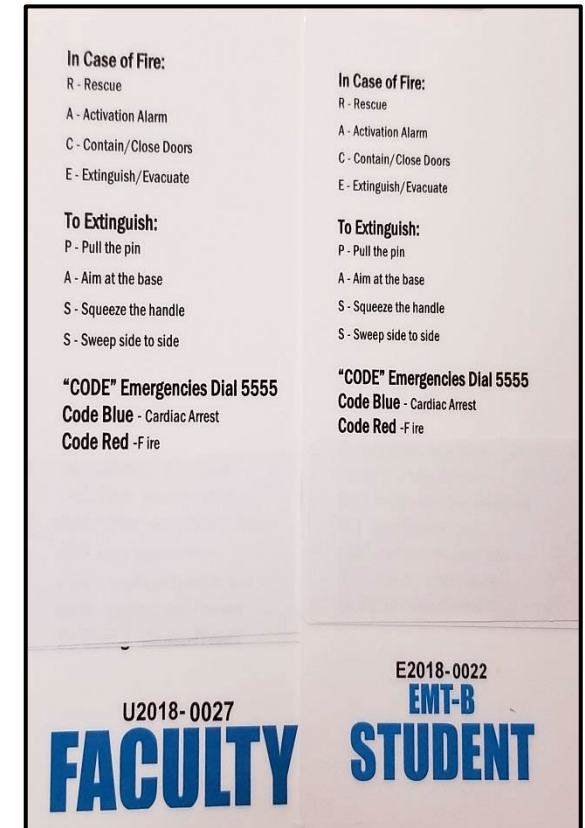 In Case of Fire:
R - Rescue
A - Activation Alarm
C - Contain/Close Doors
E - Extinguish/Evacuate
To Extinguish:
P - Pull the pin
A - Aim at the base
S - Squeeze the handle
S - Sweep side to side
"CODE" Emergencies Dial 5555
Code Blue - Cardiac Arrest
Code Red -F ire
U2018-0027
FACULTY
In Case of Fire:
R - Rescue
A - Activation Alarm
C - Contain/Close Doors
E - Extinguish/Evacuate
To Extinguish:
P - Pull the pin
A - Aim at the base
S - Squeeze the handle
S - Sweep side to side
"CODE" Emergencies Dial 5555
Code Blue - Cardiac Arrest
Code Red -F ire
E2018-0022
EMT-B
STUDENT